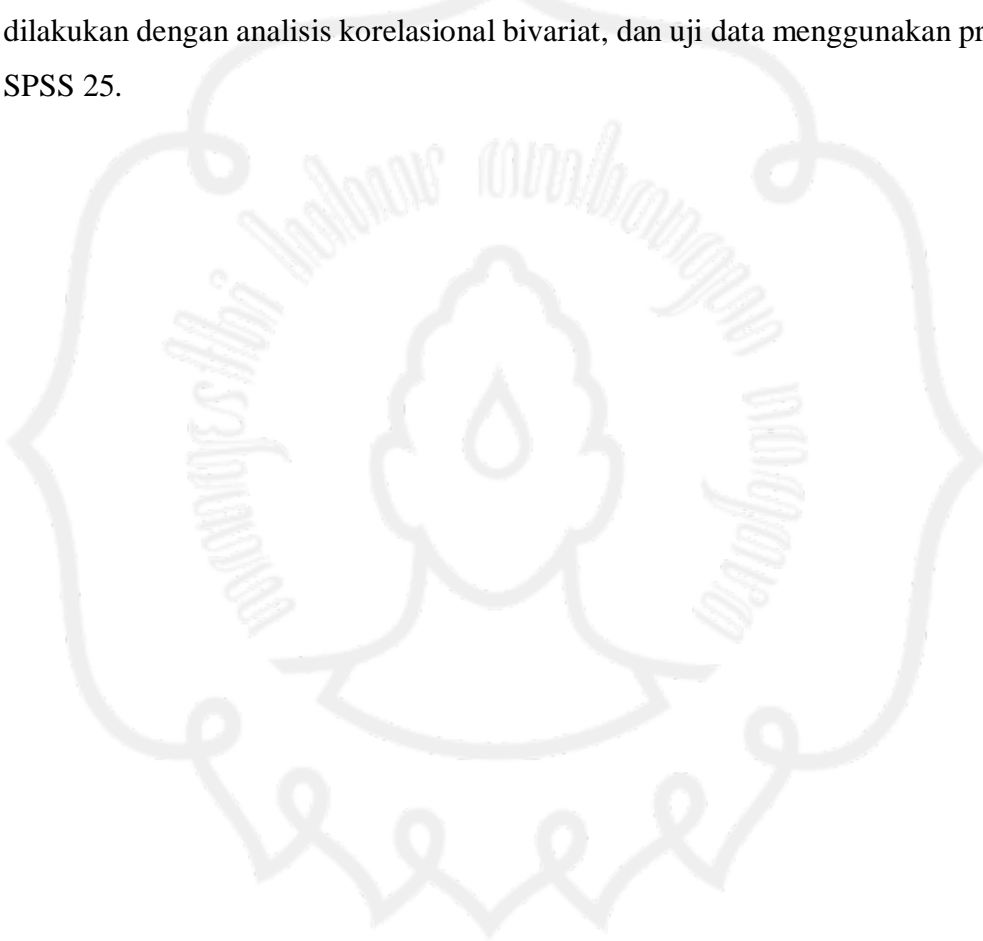 dilakukan dengan analisis korelasional bivariat, dan uji data menggunakan pr
SPSS 25.